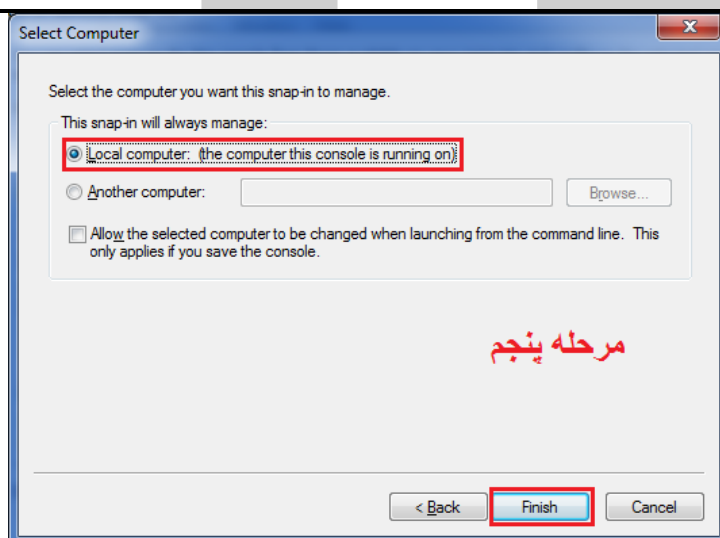 Select Computer
X
Select the computer you want this snap-in to manage.
This snap-in will always manage:
Local computer: (the computer this console is running on)
Another computer:
Browse...
Allow the selected computer to be changed when launching from the command line. This
only applies if you save the console.
مرحله پنجم
< Back
Finish
Cancel